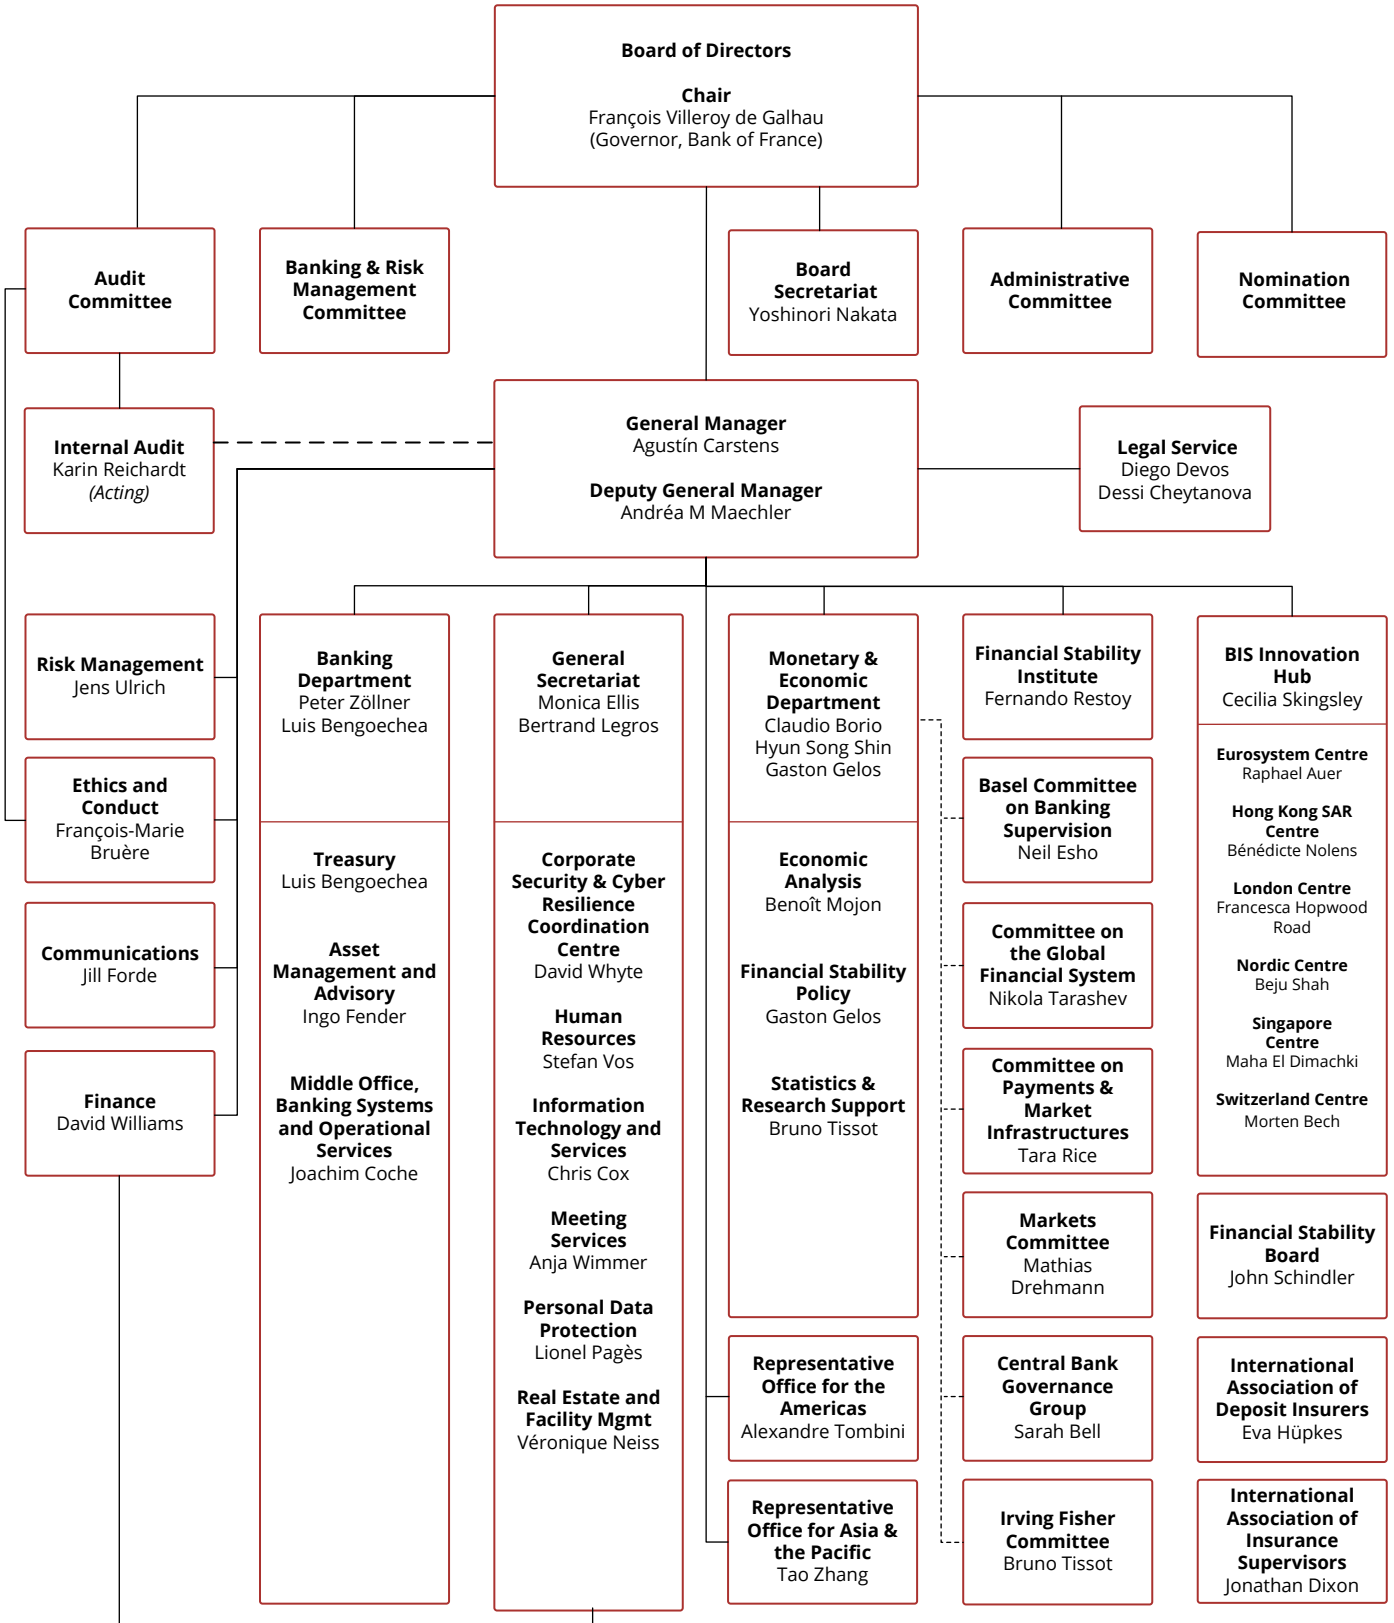 Board of Directors
Chair
François Villeroy de Galhau
(Governor, Bank of France)
Audit
Committee
Banking & Risk
Management
Committee
Board
Secretariat
Yoshinori Nakata
Administrative
Committee
Nomination
Committee
Internal Audit
Karin Reichardt
(Acting)
General Manager
Agustín Carstens
Deputy General Manager
Andréa M Maechler
Legal Service
Diego Devos
Dessi Cheytanova
Risk Management
Jens Ulrich
Ethics and
Conduct
François-Marie
Bruère
Communications
Jill Forde
Finance
David Williams
Banking
Department
Peter Zöllner
Luis Bengoechea
Treasury
Luis Bengoechea
Asset
Management and
Advisory
Ingo Fender
Middle Office,
Banking Systems
and Operational
Services
Joachim Coche
General
Secretariat
Monica Ellis
Bertrand Legros
Corporate
Security & Cyber
Resilience
Coordination
Centre
David Whyte
Human
Resources
Stefan Vos
Information
Technology and
Services
Chris Cox
Meeting
Services
Anja Wimmer
Personal Data
Protection
Lionel Pagès
Real Estate and
Facility Mgmt
Véronique Neiss
Monetary &
Economic
Department
Claudio Borio
Hyun Song Shin
Gaston Gelos
Economic
Analysis
Benoît Mojon
Financial Stability
Policy
Gaston Gelos
Statistics &
Research Support
Bruno Tissot
Representative
Office for the
Americas
Alexandre Tombini
Representative
Office for Asia &
the Pacific
Tao Zhang
Financial Stability
Institute
Fernando Restoy
Basel Committee
on Banking
Supervision
Neil Esho
Committee on
the Global
Financial System
Nikola Tarashev
Committee on
Payments &
Market
Infrastructures
Tara Rice
Markets
Committee
Mathias
Drehmann
Central Bank
Governance
Group
Sarah Bell
Irving Fisher
Committee
Bruno Tissot
BIS Innovation
Hub
Cecilia Skingsley
Eurosystem Centre
Raphael Auer
Hong Kong SAR
Centre
Bénédicte Nolens
London Centre
Francesca Hopwood
Road
Nordic Centre
Beju Shah
Singapore
Centre
Maha El Dimachki
Switzerland Centre
Morten Bech
Financial Stability
Board
John Schindler
International
Association of
Deposit Insurers
Eva Hüpkes
International
Association of
Insurance
Supervisors
Jonathan Dixon